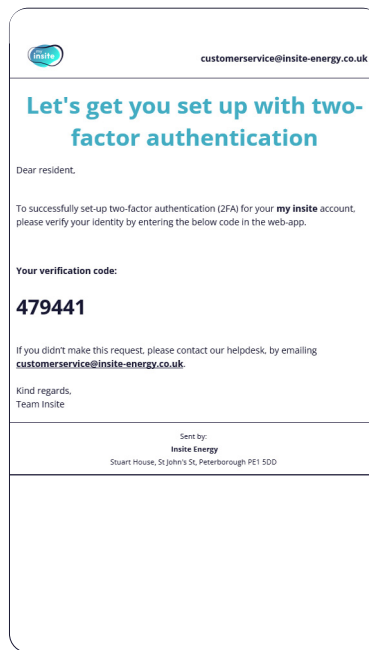 my
insite
customerservice@insite-energy.co.uk
Let's get you set up with two-
factor authentication
Dear resident,
To successfully set-up two-factor authentication (2FA) for your my insite account,
please verify your identity by entering the below code in the web-app.
Your verification code:
479441
If you didn't make this request, please contact our helpdesk, by emailing
customerservice@insite-energy.co.uk.
Kind regards,
Team Insite
Sent by:
Insite Energy
Stuart House, St John's St, Peterborough PE1 5DD